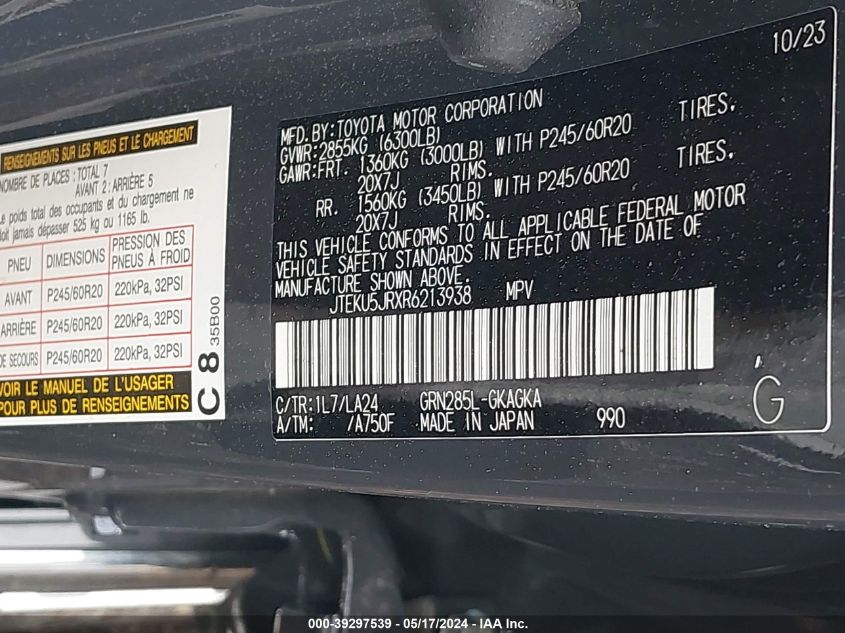 RENSEIGNEMENTS SUR LES PNEUS ET LE CHARGEMENT
NOMBRE DE PLACES : TOTAL 7
AVANT 2 : ARRIÈRE 5
Le poids total des occupants et du chargement ne
doit jamais dépasser 525 kg ou 1165 lb.
PNEU DIMENSIONS PRESSION DES PNEUS À FROID
AVANT P245/60R20 220kPa, 32PSI
ARRIÈRE P245/60R20 220kPa, 32PSI
DE SECOURS P245/60R20 220kPa, 32PSI
VOIR LE MANUEL DE L'USAGER
POUR PLUS DE RENSEIGNEMENTS
C 8 35B00
10/23
MFD. BY:TOYOTA MOTOR CORPORATION
GVWR:2855KG (6300LB)
GAWR:FRT. 1360KG (3000LB) WITH P245/60R20 TIRES.
20X7J RIMS.
RR. 1560KG (3450LB) WITH P245/60R20 TIRES.
20X7J RIMS.
THIS VEHICLE CONFORMS TO ALL APPLICABLE FEDERAL MOTOR
VEHICLE SAFETY STANDARDS IN EFFECT ON THE DATE OF
MANUFACTURE SHOWN ABOVE.
JTEKU5JRXR6213938 MPV
C/TR:1L7/LA24 GRN285L-GKAGKA
A/TM: /A750F MADE IN JAPAN 990
G
000-39297539 - 05/17/2024 - IAA Inc.